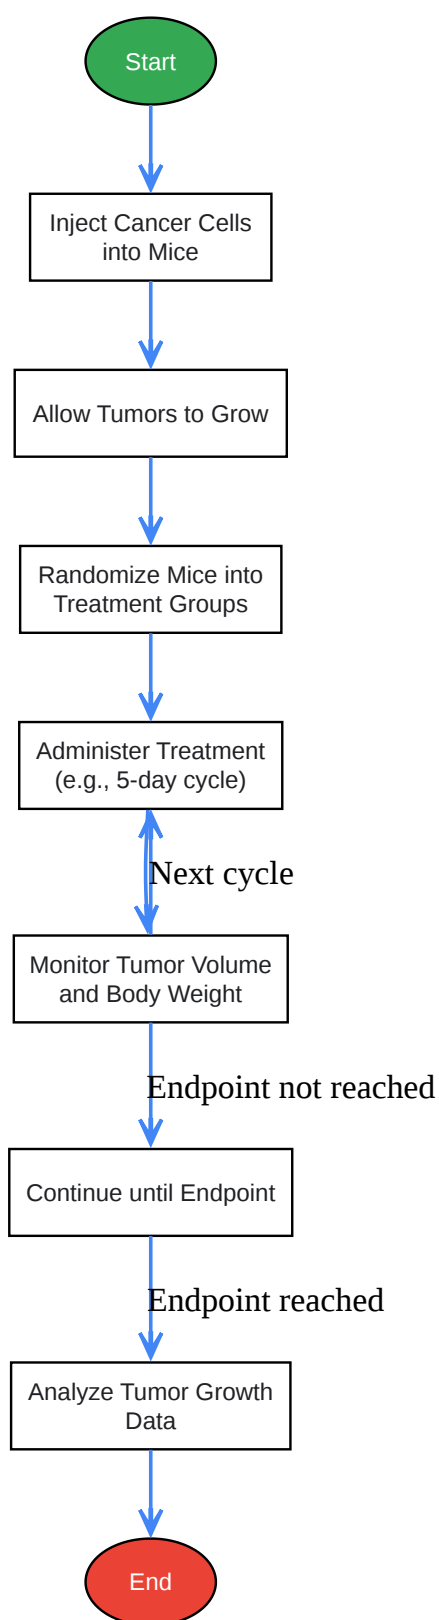 Start
Inject Cancer Cells
into Mice
Allow Tumors to Grow
Randomize Mice into
Treatment Groups
Administer Treatment
(e.g., 5-day cycle)
Next cycle
Monitor Tumor Volume
and Body Weight
Endpoint not reached
Continue until Endpoint
Endpoint reached
Analyze Tumor Growth
Data
End